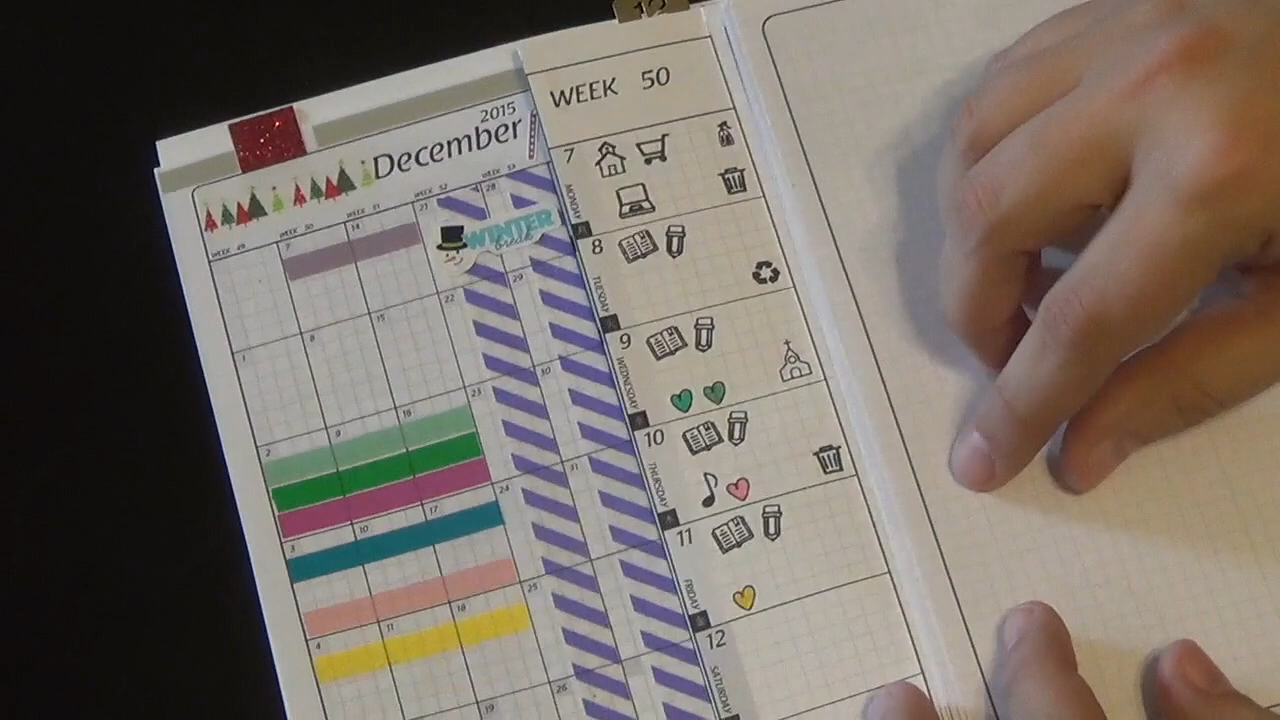 12
2015
December
WEEK 49
WEEK 50
WEEK 51
WEEK 52
WEEK 53
7
14
21
28
WINTER
break
1
8
15
22
29
2
9
16
23
30
3
10
17
24
31
4
11
18
25
19
26
WEEK 50
7
MONDAY
8
TUESDAY
9
WEDNESDAY
10
THURSDAY
11
FRIDAY
12
SATURDAY